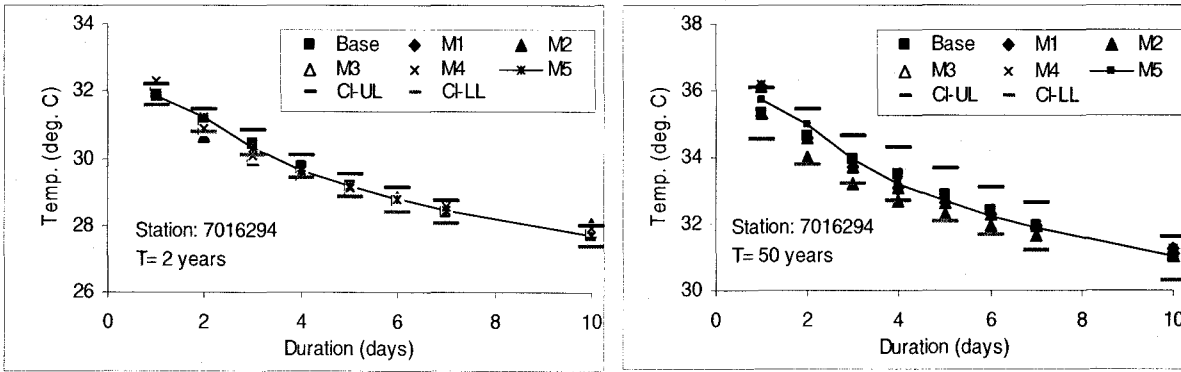 34
32
30
28
26
Temp. (deg. C)
Base M1 M2
M3 M4 M5
CI-UL CI-LL
Station: 7016294
T= 2 years
0 2 4 6 8 10
Duration (days)
38
36
34
32
30
Temp. (deg. C)
Base M1 M2
M3 M4 M5
CI-UL CI-LL
Station: 7016294
T= 50 years
0 2 4 6 8 10
Duration (days)